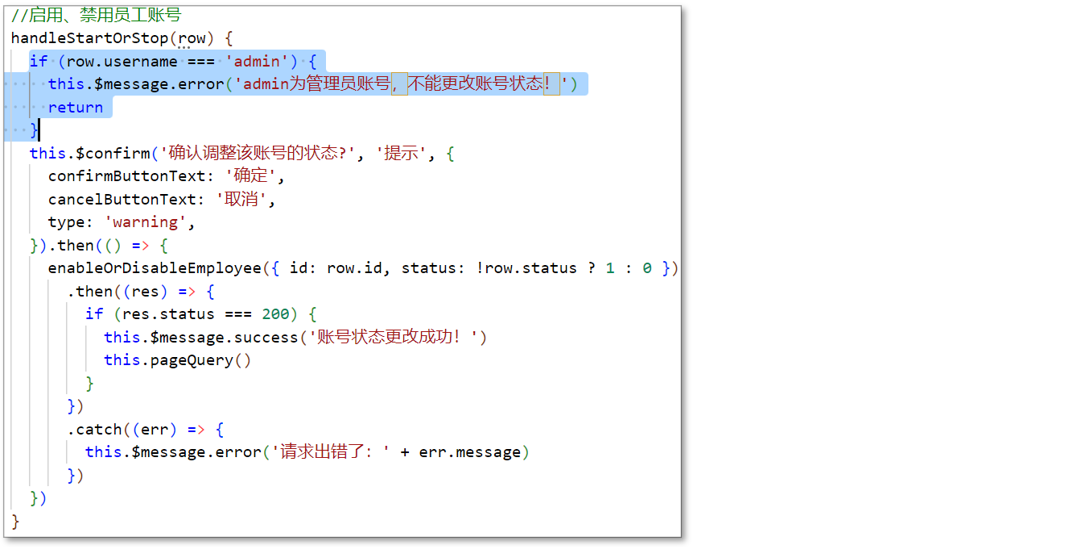 //启用、禁用员工账号
handleStartOrStop(row) {
if (row.username === 'admin') {
this.$message.error('admin为管理员账号，不能更改账号状态！')
return
}
this.$confirm('确认调整该账号的状态?', '提示', {
confirmButtonText: '确定',
cancelButtonText: '取消',
type: 'warning',
}).then(() => {
enableOrDisableEmployee({ id: row.id, status: !row.status ? 1 : 0 })
.then((res) => {
if (res.status === 200) {
this.$message.success('账号状态更改成功！')
this.pageQuery()
}
})
.catch((err) => {
this.$message.error('请求出错了：' + err.message)
})
})
}